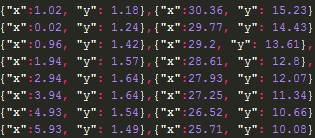 {"x":1.02, "y": 1.18},{"x":30.36, "y": 15.23},
{"x":0.02, "y": 1.24},{"x":29.77, "y": 14.43},
{"x":0.96, "y": 1.42},{"x":29.2, "y": 13.61},
{"x":1.94, "y": 1.57},{"x":28.61, "y": 12.8},
{"x":2.94, "y": 1.64},{"x":27.93, "y": 12.07},
{"x":3.94, "y": 1.64},{"x":27.25, "y": 11.34},
{"x":4.93, "y": 1.54},{"x":26.52, "y": 10.66},
{"x":5.93, "y": 1.49},{"x":25.71, "y": 10.08},